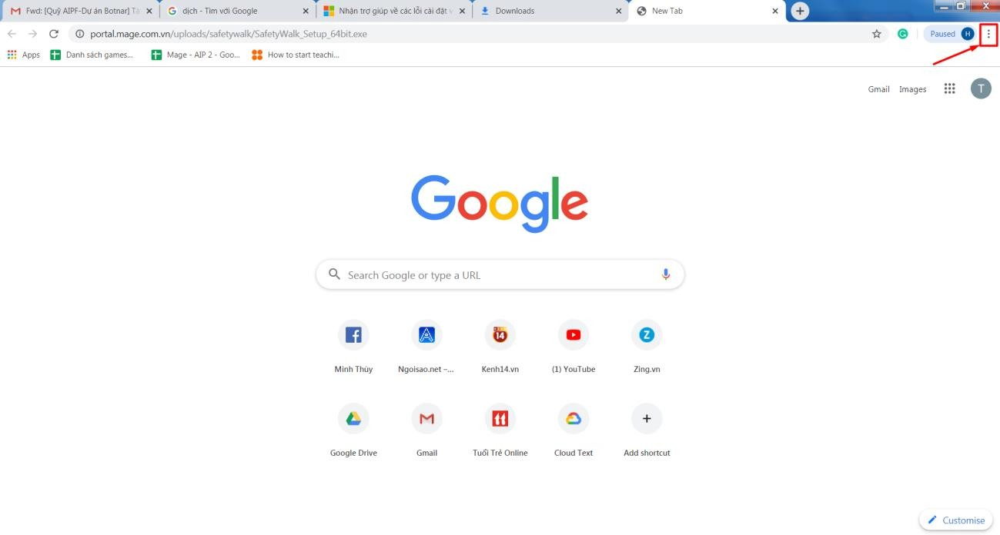 Fwd: [Quỹ AIPF-Dự án Botnar] Tà
dịch - Tìm với Google
Nhận trợ giúp về các lỗi cài đặt v
Downloads
New Tab
portal.mage.com.vn/uploads/safetywalk/SafetyWalk_Setup_64bit.exe
Paused
H
Apps
Danh sách games...
Mage - AIP 2 - Goo...
How to start teachi...
Gmail
Images
T
Google
Search Google or type a URL
14
Z
Minh Thùy
Ngoisao.net –...
Kenh14.vn
(1) YouTube
Zing.vn
Google Drive
Gmail
Tuổi Trẻ Online
Cloud Text
Add shortcut
Customise